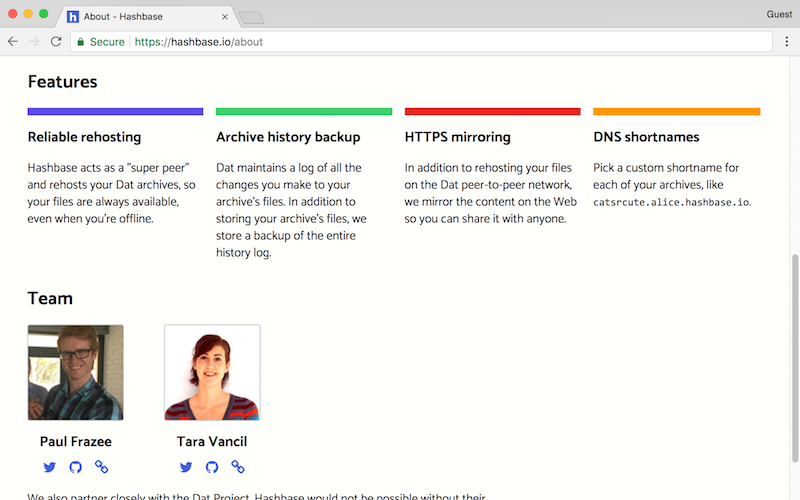 About - Hashbase
Guest
Secure https://hashbase.io/about
Features
Reliable rehosting
Hashbase acts as a "super peer"
and rehosts your Dat archives, so
your files are always available,
even when you're offline.
Archive history backup
Dat maintains a log of all the
changes you make to your
archive's files. In addition to
storing your archive's files, we
store a backup of the entire
history log.
HTTPS mirroring
In addition to rehosting your files
on the Dat peer-to-peer network,
we mirror the content on the Web
so you can share it with anyone.
DNS shortnames
Pick a custom shortname for
each of your archives, like
catsrcute.alice.hashbase.io.
Team
Paul Frazee
Tara Vancil
We also partner closely with the Dat Project. Hashbase would not be possible without their